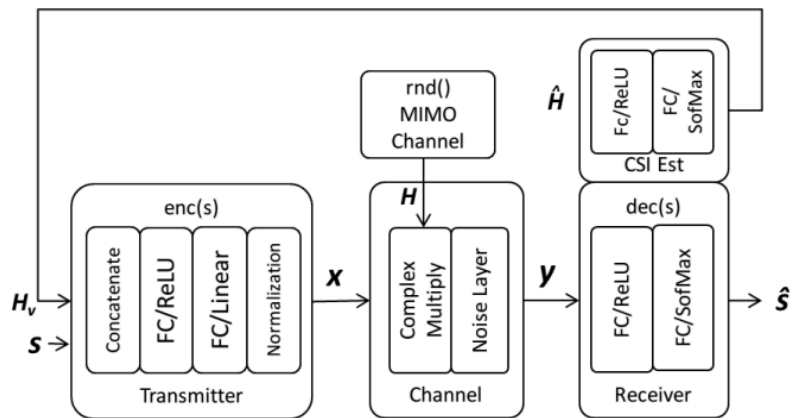 rnd()
MIMO
Channel
Ĥ
Fc/ReLU
FC/
SofMax
CSI Est
H
enc(s)
Concatenate
FC/ReLU
FC/Linear
Normalization
Transmitter
Hᵥ
s
x
Complex
Multiply
Noise Layer
Channel
y
dec(s)
FC/ReLU
FC/SofMax
Receiver
ŝ